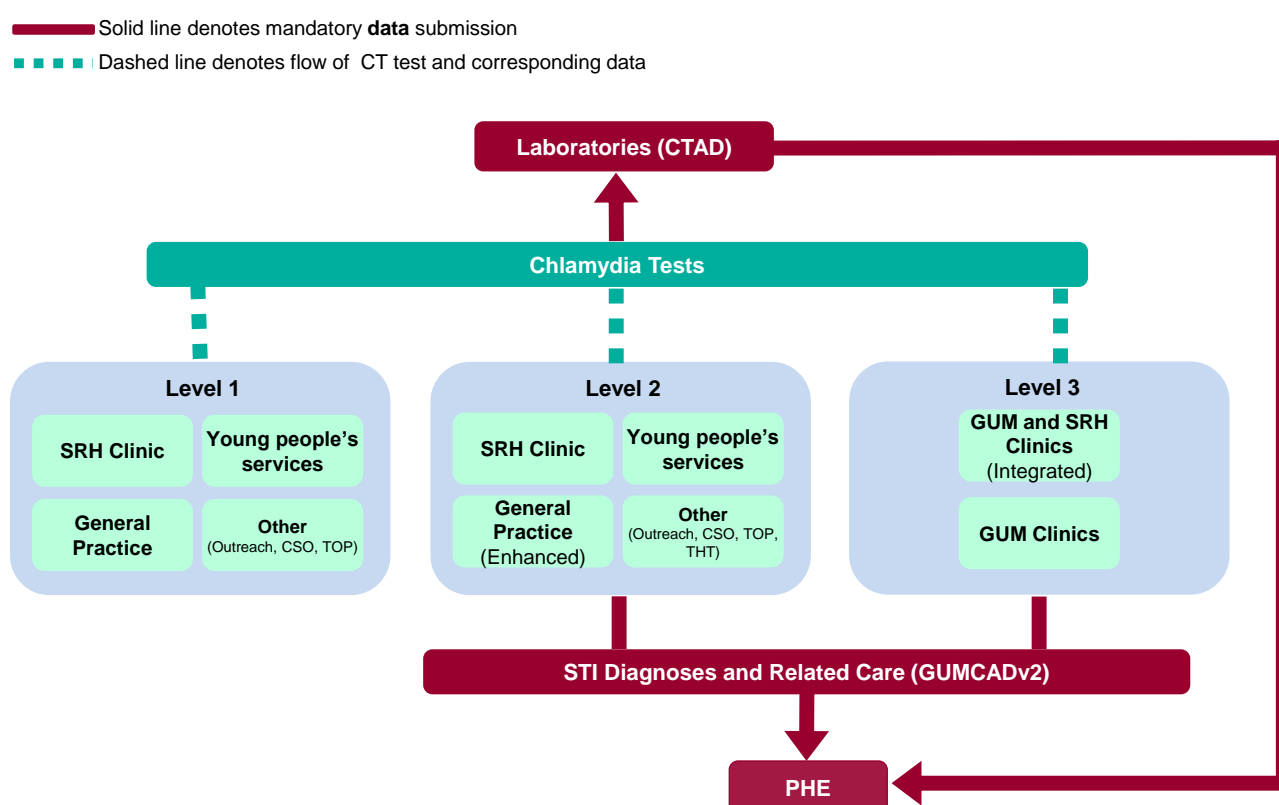 Solid line denotes mandatory data submission
Dashed line denotes flow of CT test and corresponding data
Laboratories (CTAD)
Chlamydia Tests
Level 1
SRH Clinic
Young people's
services
General
Practice
Other
(Outreach, CSO, TOP)
Level 2
SRH Clinic
Young people's
services
General
Practice
(Enhanced)
Other
(Outreach, CSO, TOP,
THT)
Level 3
GUM and SRH
Clinics
(Integrated)
GUM Clinics
STI Diagnoses and Related Care (GUMCADv2)
PHE